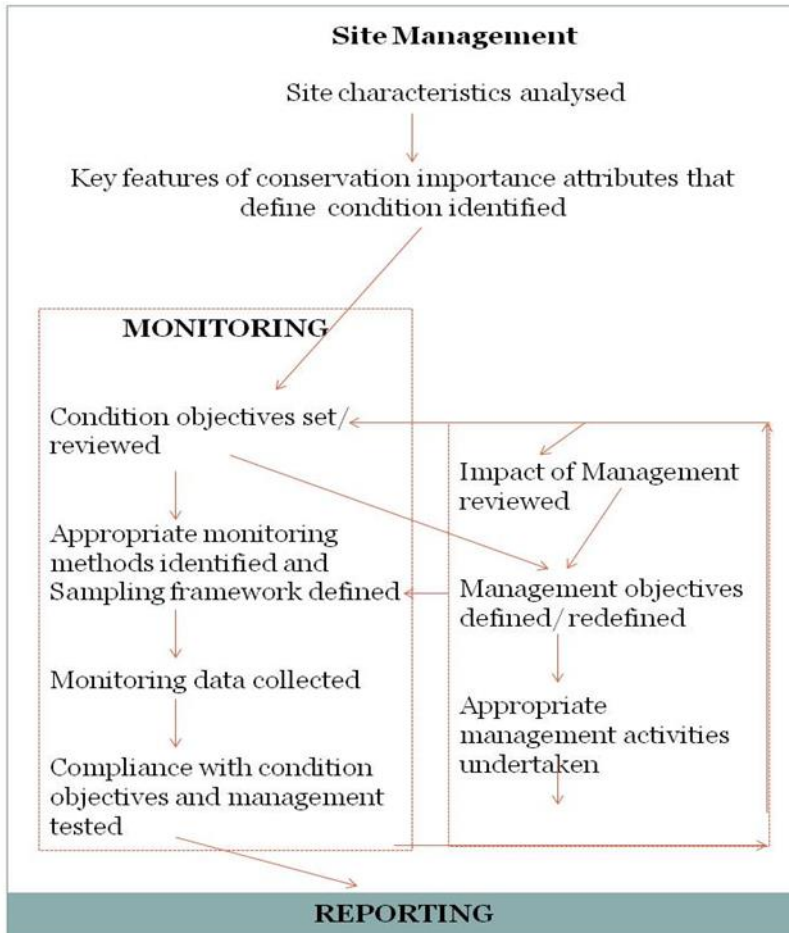 Site Management
Site characteristics analysed
Key features of conservation importance attributes that
define condition identified
MONITORING
Condition objectives set/
reviewed
Appropriate monitoring
methods identified and
Sampling framework defined
Monitoring data collected
Compliance with condition
objectives and management
tested
Impact of Management
reviewed
Management objectives
defined/redefined
Appropriate
management activities
undertaken
REPORTING